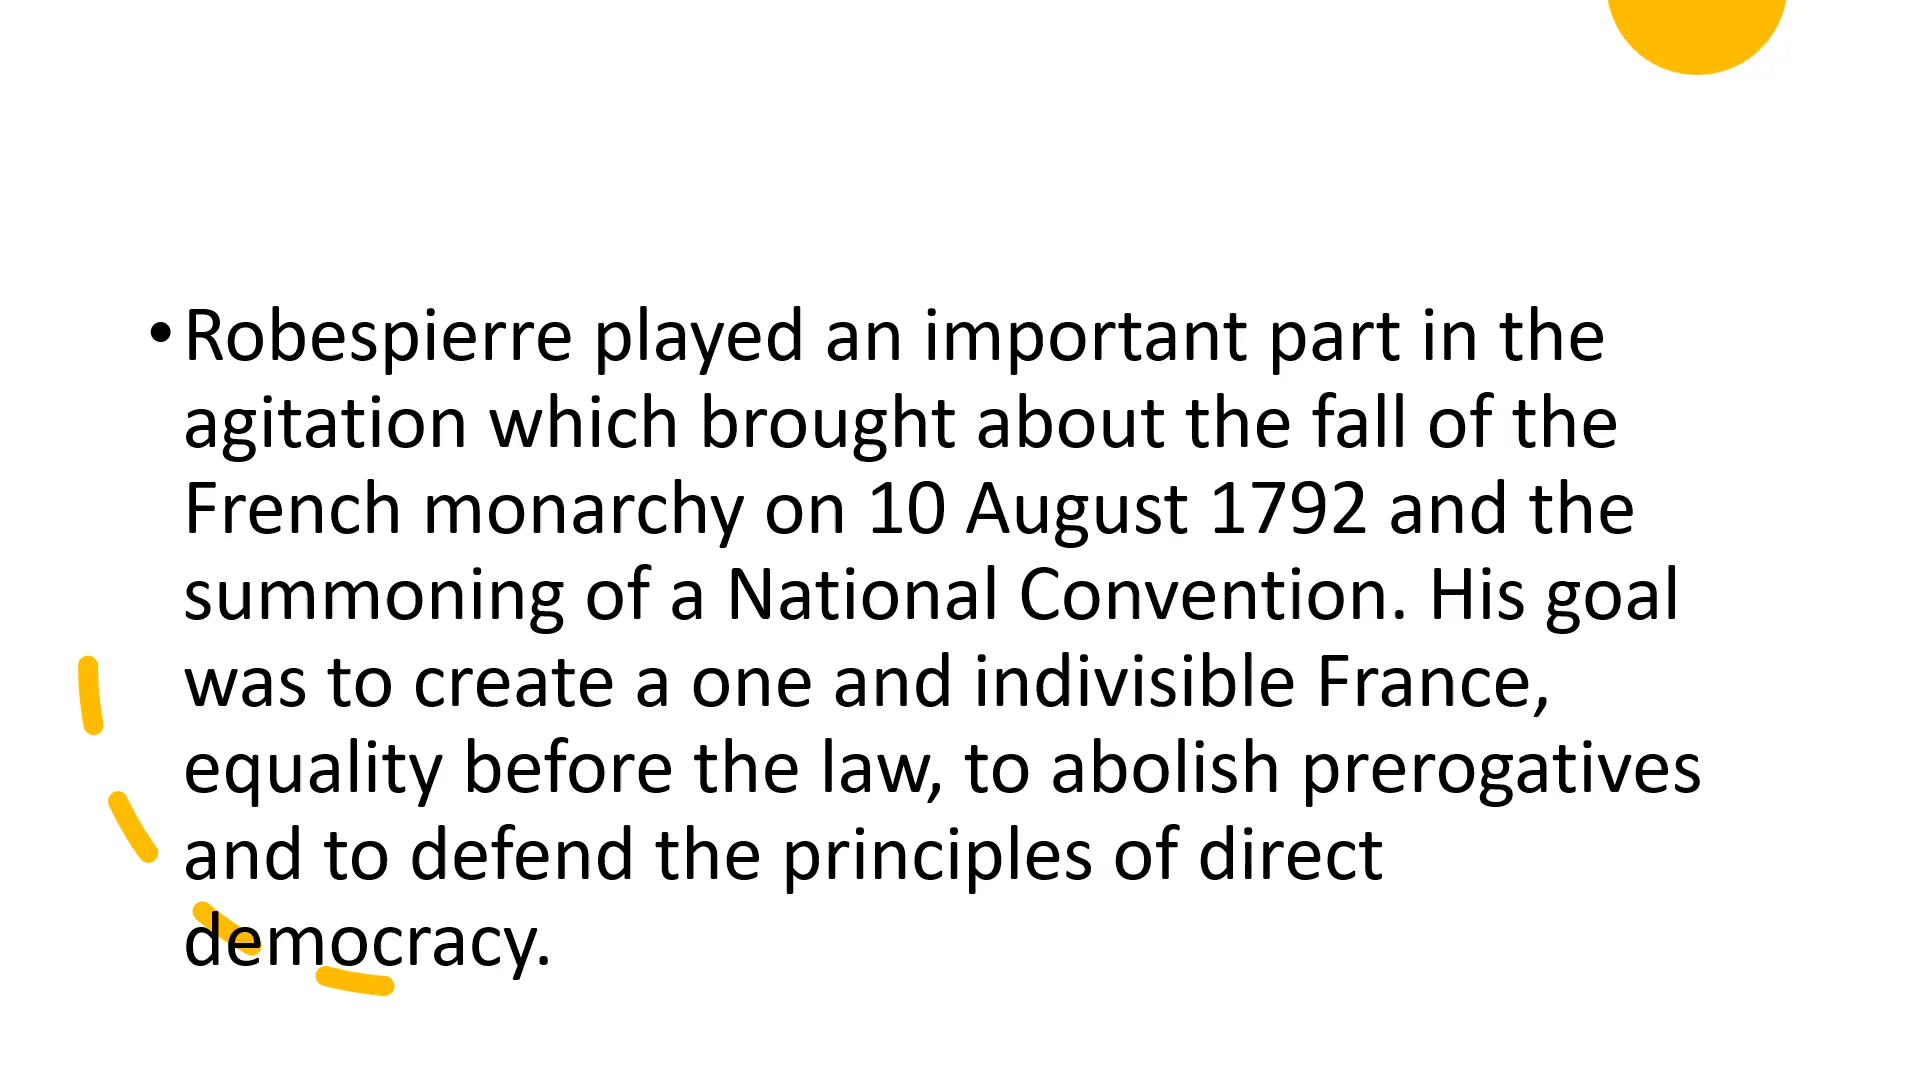 •Robespierre played an important part in the
agitation which brought about the fall of the
French monarchy on 10 August 1792 and the
summoning of a National Convention. His goal
was to create a one and indivisible France,
equality before the law, to abolish prerogatives
and to defend the principles of direct
democracy.